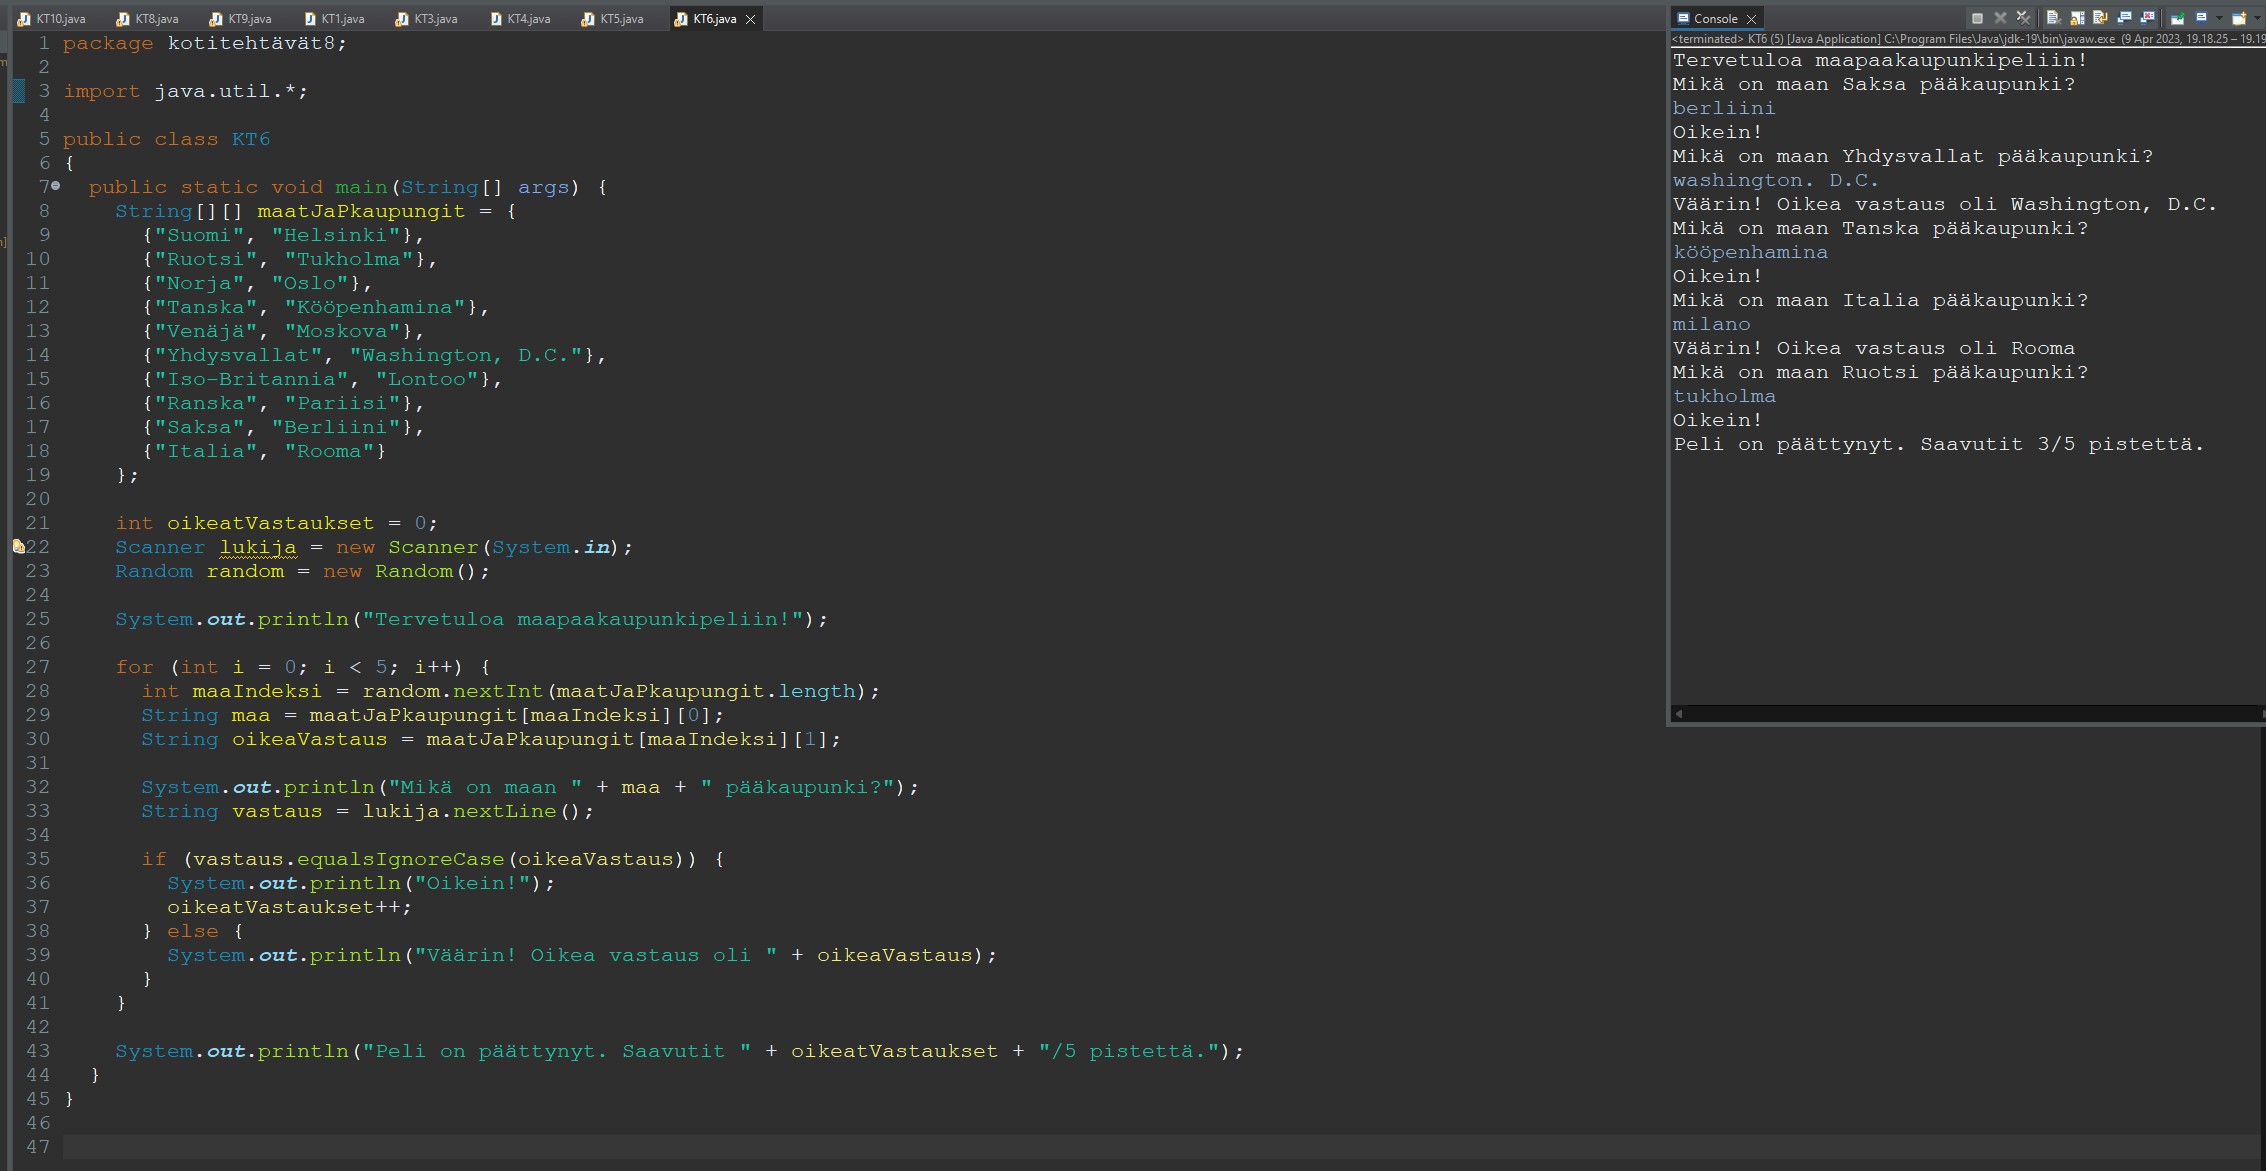 KT10.java KT8.java KT9.java KT1.java KT3.java KT4.java KT5.java KT6.java
1 package kotitehtävät8;
2
3 import java.util.*;
4
5 public class KT6
6 {
7 public static void main(String[] args) {
8 String[][] maatJaPkaupungit = {
9 {"Suomi", "Helsinki"},
10 {"Ruotsi", "Tukholma"},
11 {"Norja", "Oslo"},
12 {"Tanska", "Kööpenhamina"},
13 {"Venäjä", "Moskova"},
14 {"Yhdysvallat", "Washington, D.C."},
15 {"Iso-Britannia", "Lontoo"},
16 {"Ranska", "Pariisi"},
17 {"Saksa", "Berliini"},
18 {"Italia", "Rooma"}
19 };
20
21 int oikeatVastaukset = 0;
22 Scanner lukija = new Scanner(System.in);
23 Random random = new Random();
24
25 System.out.println("Tervetuloa maapaakaupunkipeliin!");
26
27 for (int i = 0; i < 5; i++) {
28 int maaIndeksi = random.nextInt(maatJaPkaupungit.length);
29 String maa = maatJaPkaupungit[maaIndeksi][0];
30 String oikeaVastaus = maatJaPkaupungit[maaIndeksi][1];
31
32 System.out.println("Mikä on maan " + maa + " pääkaupunki?");
33 String vastaus = lukija.nextLine();
34
35 if (vastaus.equalsIgnoreCase(oikeaVastaus)) {
36 System.out.println("Oikein!");
37 oikeatVastaukset++;
38 } else {
39 System.out.println("Väärin! Oikea vastaus oli " + oikeaVastaus);
40 }
41 }
42
43 System.out.println("Peli on päättynyt. Saavutit " + oikeatVastaukset + "/5 pistettä.");
44 }
45 }
46
47
Console
<terminated> KT6 (5) [Java Application] C:\Program Files\Java\jdk-19\bin\javaw.exe (9 Apr 2023, 19.18.25 – 19.19
Tervetuloa maapaakaupunkipeliin!
Mikä on maan Saksa pääkaupunki?
berliini
Oikein!
Mikä on maan Yhdysvallat pääkaupunki?
washington. D.C.
Väärin! Oikea vastaus oli Washington, D.C.
Mikä on maan Tanska pääkaupunki?
kööpenhamina
Oikein!
Mikä on maan Italia pääkaupunki?
milano
Väärin! Oikea vastaus oli Rooma
Mikä on maan Ruotsi pääkaupunki?
tukholma
Oikein!
Peli on päättynyt. Saavutit 3/5 pistettä.